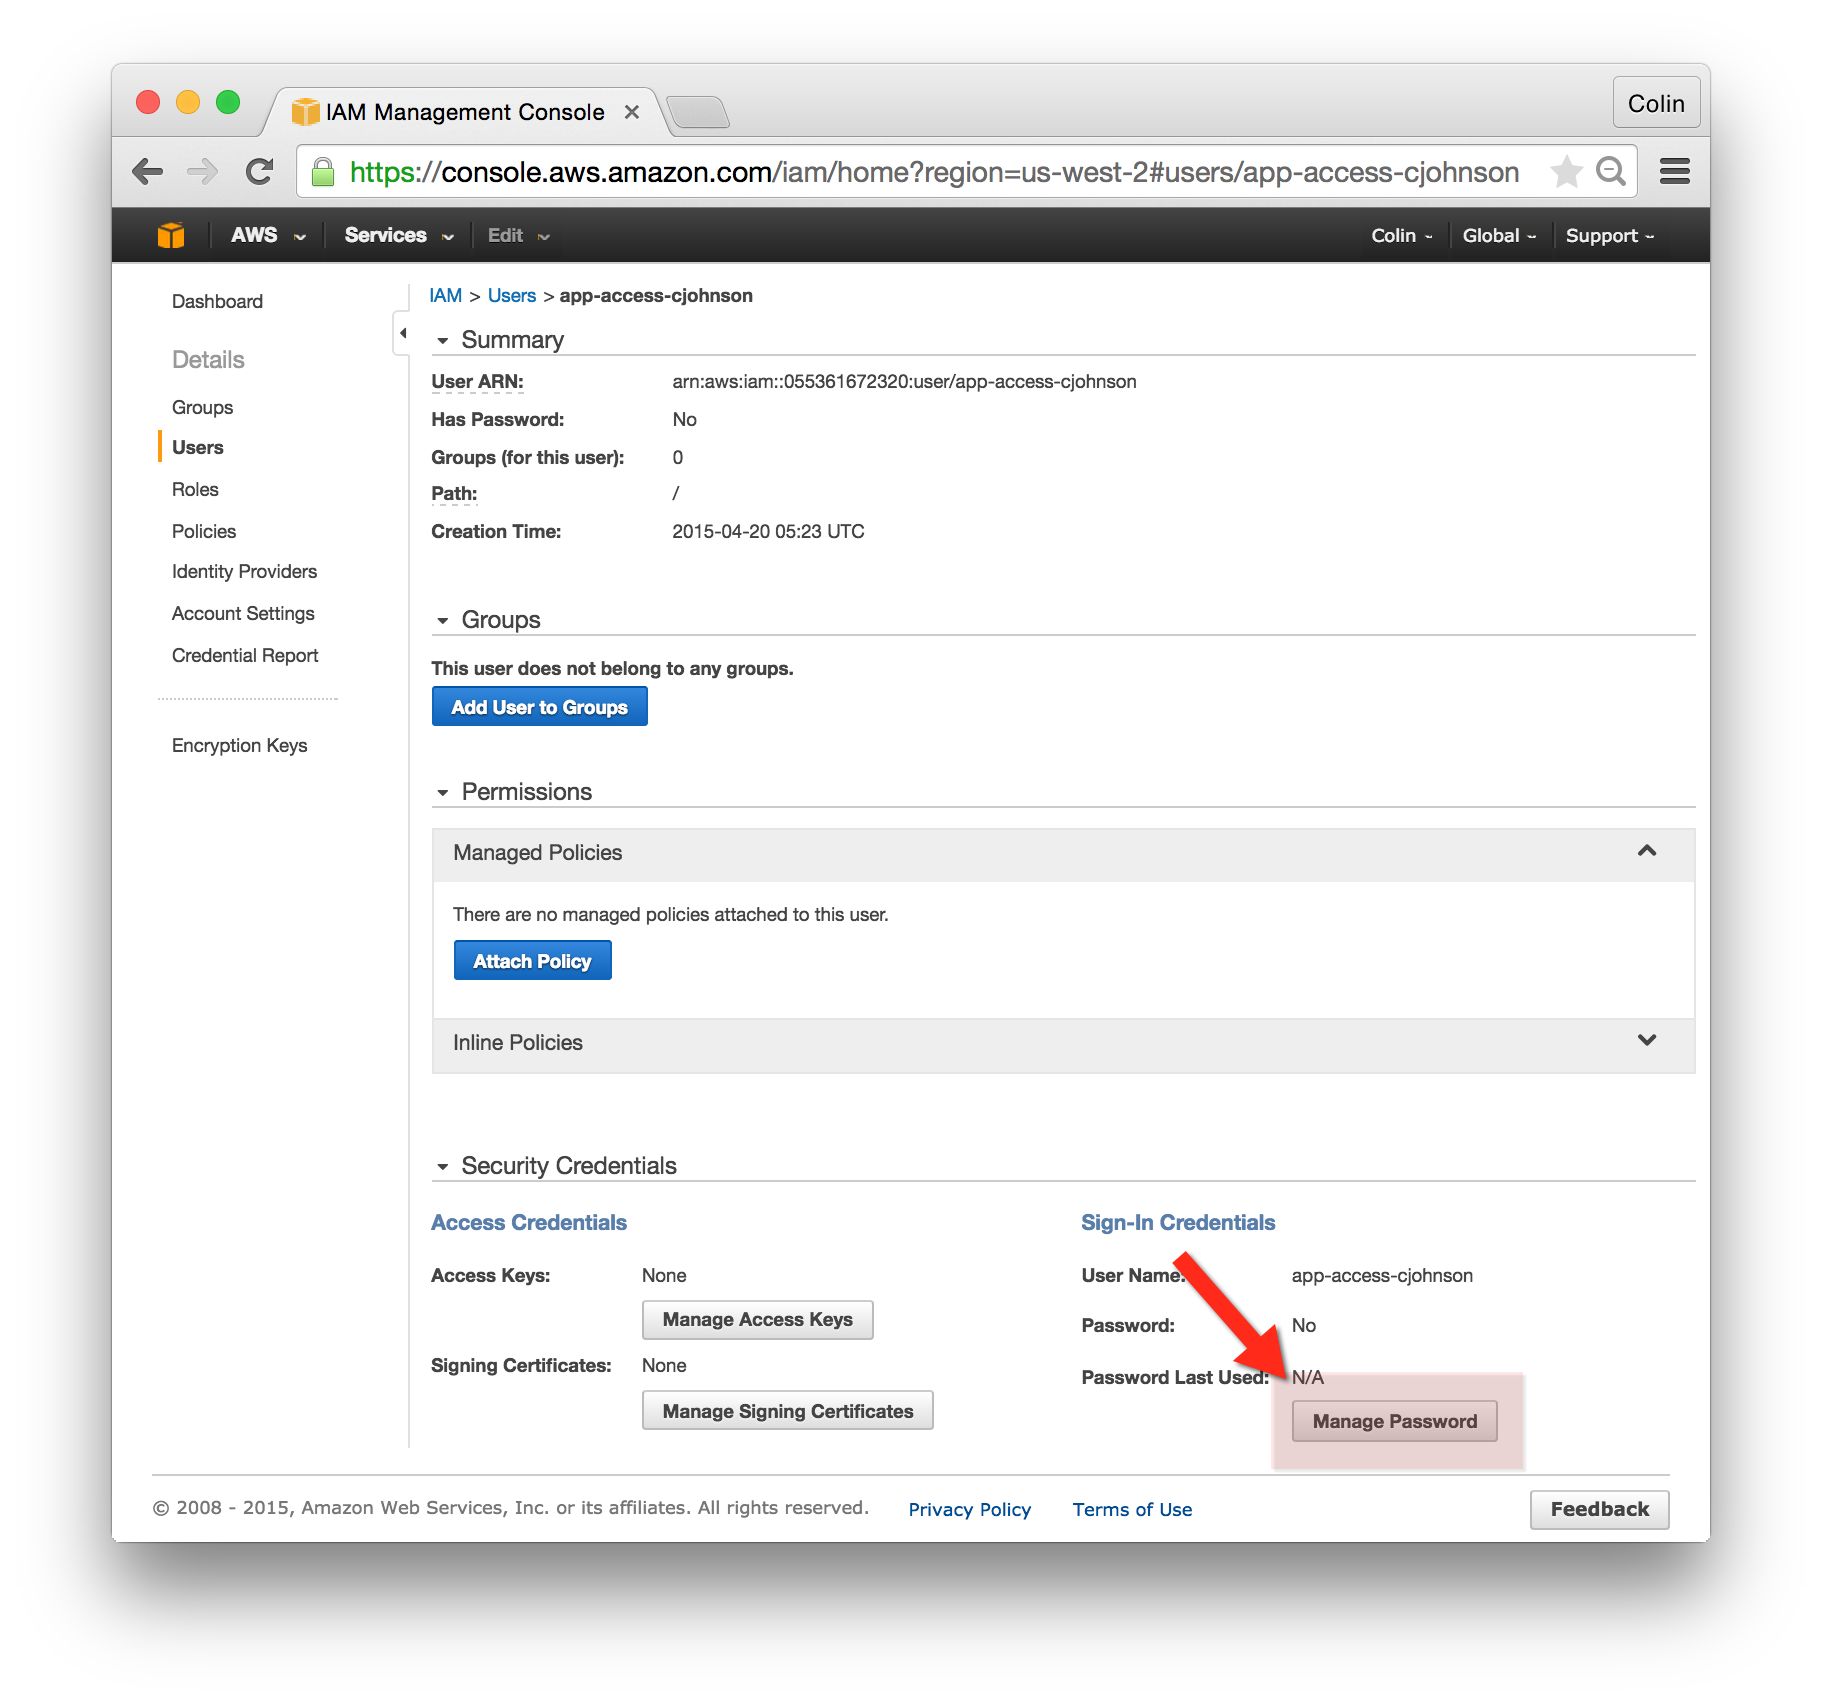 IAM Management Console
Colin
https://console.aws.amazon.com/iam/home?region=us-west-2#users/app-access-cjohnson
AWS Services Edit Colin Global Support
Dashboard
Details
Groups
Users
Roles
Policies
Identity Providers
Account Settings
Credential Report
Encryption Keys
IAM > Users > app-access-cjohnson
Summary
User ARN: arn:aws:iam::055361672320:user/app-access-cjohnson
Has Password: No
Groups (for this user): 0
Path: /
Creation Time: 2015-04-20 05:23 UTC
Groups
This user does not belong to any groups.
Add User to Groups
Permissions
Managed Policies
There are no managed policies attached to this user.
Attach Policy
Inline Policies
Security Credentials
Access Credentials
Access Keys: None
Manage Access Keys
Signing Certificates: None
Manage Signing Certificates
Sign-In Credentials
User Name: app-access-cjohnson
Password: No
Password Last Used: N/A
Manage Password
© 2008 - 2015, Amazon Web Services, Inc. or its affiliates. All rights reserved. Privacy Policy Terms of Use Feedback